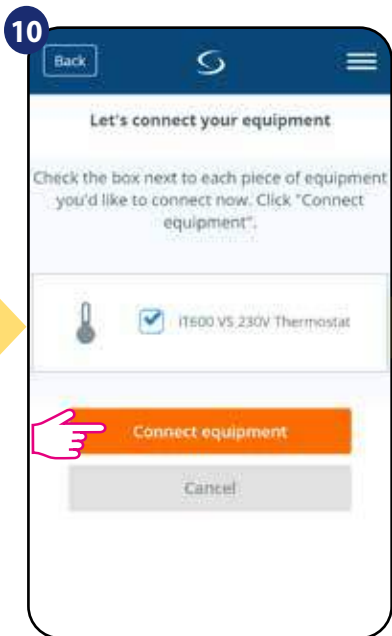 10
Back
Let's connect your equipment
Check the box next to each piece of equipment
you'd like to connect now. Click "Connect
equipment".
iT600 VS 230V Thermostat
Connect equipment
Cancel